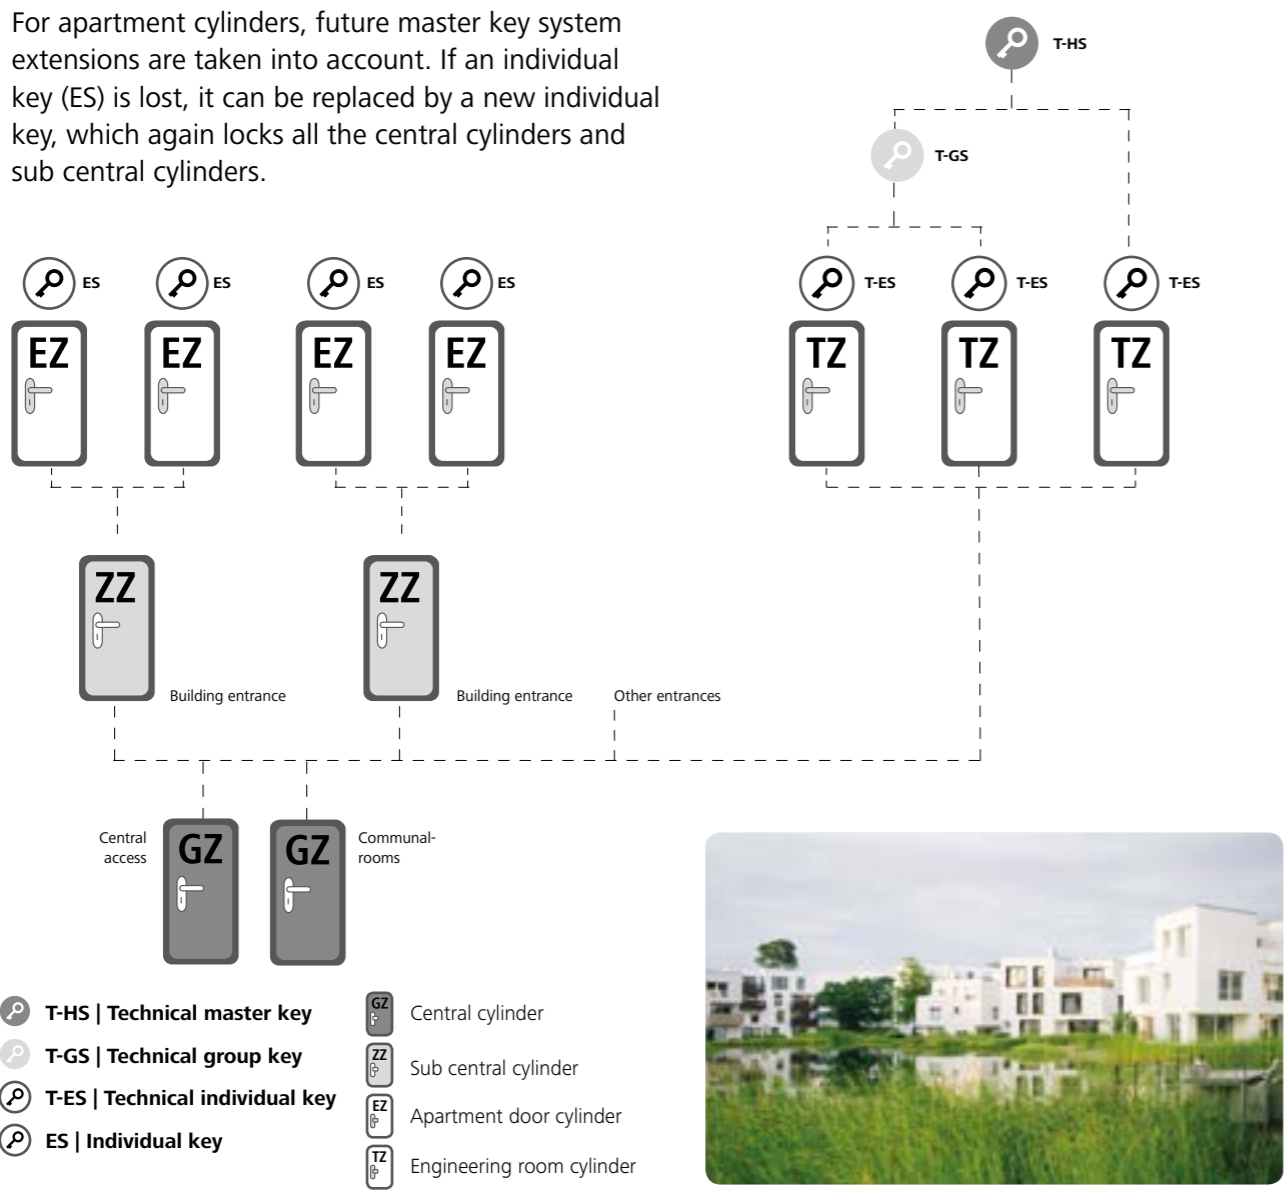 For apartment cylinders, future master key system
extensions are taken into account. If an individual
key (ES) is lost, it can be replaced by a new individual
key, which again locks all the central cylinders and
sub central cylinders.
T-HS
T-GS
ES
ES
ES
ES
T-ES
T-ES
T-ES
EZ
EZ
EZ
EZ
TZ
TZ
TZ
ZZ
ZZ
Building entrance
Building entrance
Other entrances
Central
access
GZ
GZ
Communal-
rooms
T-HS | Technical master key
T-GS | Technical group key
T-ES | Technical individual key
ES | Individual key
GZ
Central cylinder
ZZ
Sub central cylinder
EZ
Apartment door cylinder
TZ
Engineering room cylinder